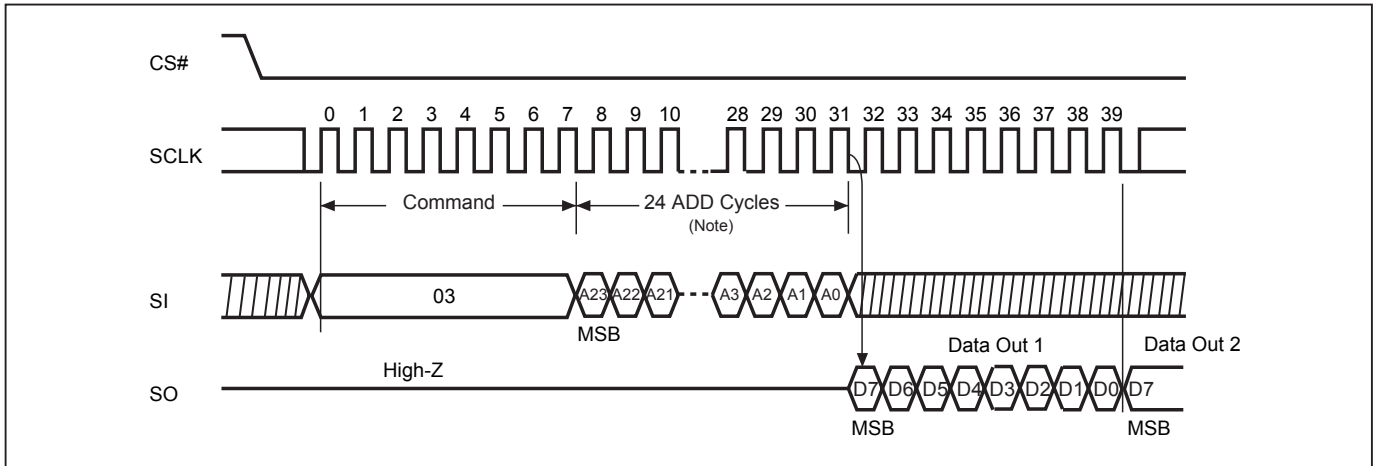 CS#
0 1 2 3 4 5 6 7 8 9 10 28 29 30 31 32 33 34 35 36 37 38 39
SCLK
Command 24 ADD Cycles
(Note)
SI 03 A23 A22 A21 A3 A2 A1 A0
MSB
Data Out 1 Data Out 2
High-Z
SO D7 D6 D5 D4 D3 D2 D1 D0 D7
MSB MSB